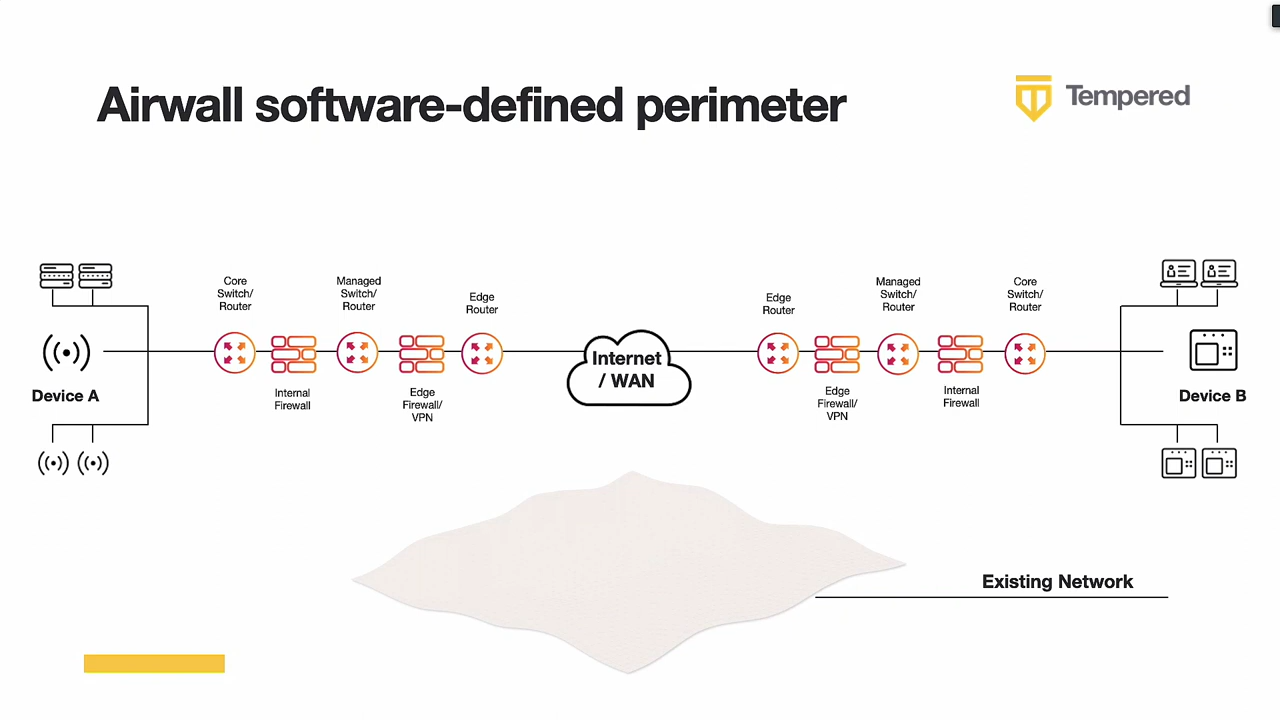 Airwall software-defined perimeter
Tempered
Core
Switch/
Router
Managed
Switch/
Router
Edge
Router
Edge
Router
Managed
Switch/
Router
Core
Switch/
Router
Internet
/ WAN
Device A
Internal
Firewall
Edge
Firewall/
VPN
Edge
Firewall/
VPN
Internal
Firewall
Device B
Existing Network